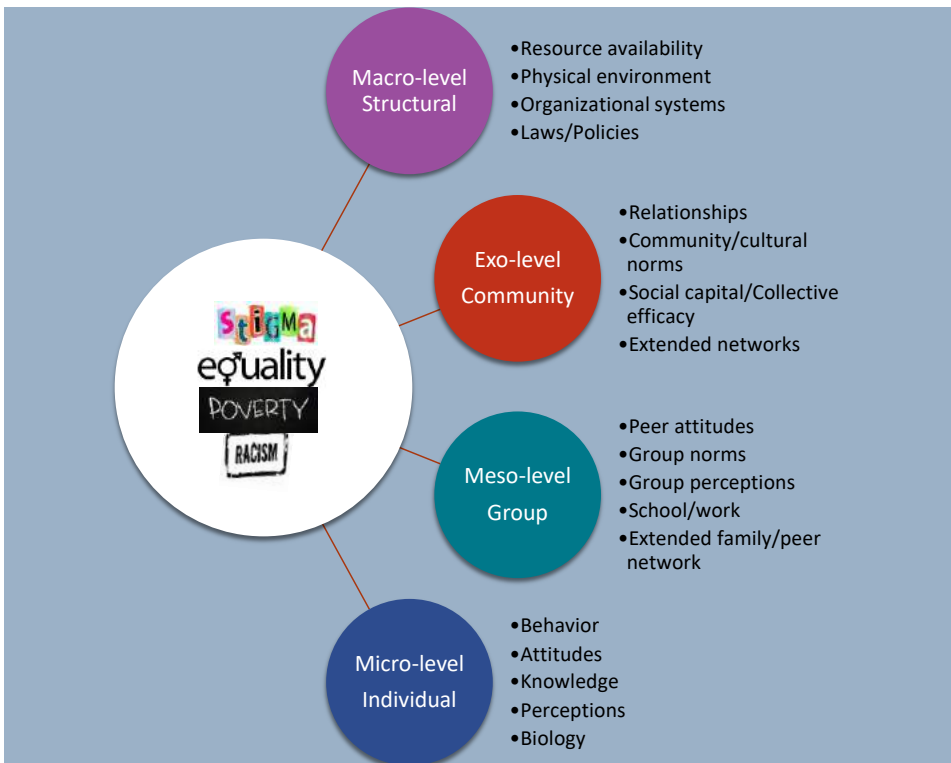 Macro-level
Structural
•Resource availability
•Physical environment
•Organizational systems
•Laws/Policies
Exo-level
Community
•Relationships
•Community/cultural
norms
•Social capital/Collective
efficacy
•Extended networks
StiGMa
equality
POVERTY
RACISM
Meso-level
Group
•Peer attitudes
•Group norms
•Group perceptions
•School/work
•Extended family/peer
network
Micro-level
Individual
•Behavior
•Attitudes
•Knowledge
•Perceptions
•Biology